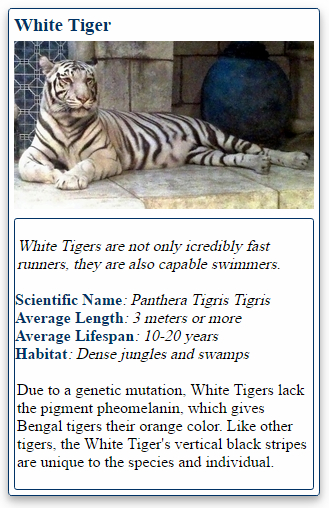 White Tiger
White Tigers are not only icredibly fast
runners, they are also capable swimmers.
Scientific Name: Panthera Tigris Tigris
Average Length: 3 meters or more
Average Lifespan: 10-20 years
Habitat: Dense jungles and swamps
Due to a genetic mutation, White Tigers lack
the pigment pheomelanin, which gives
Bengal tigers their orange color. Like other
tigers, the White Tiger's vertical black stripes
are unique to the species and individual.